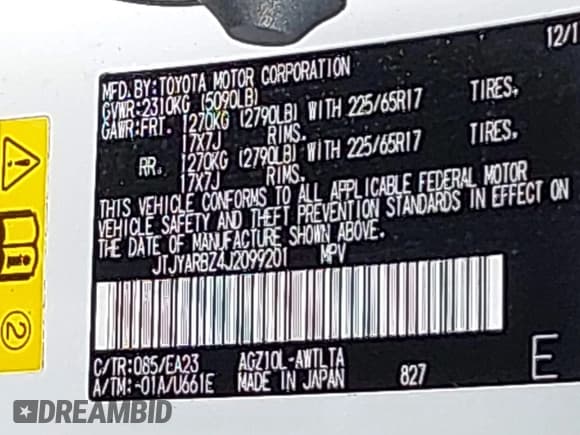 12/1
MFD. BY: TOYOTA MOTOR CORPORATION
GVWR: 2310KG (5090LB)
GAWR: FRT. 1270KG (2790LB) WITH 225/65R17 TIRES.
17X7J RIMS.
RR. 1270KG (2790LB) WITH 225/65R17 TIRES.
17X7J RIMS.
THIS VEHICLE CONFORMS TO ALL APPLICABLE FEDERAL MOTOR
VEHICLE SAFETY AND THEFT PREVENTION STANDARDS IN EFFECT ON
THE DATE OF MANUFACTURE SHOWN ABOVE.
JTJYARBZ4J2099201 MPV
C/TR: 085/EA23 AGZ10L-AWTLTA
A/TM: -01A/U661E MADE IN JAPAN 827 E
2
DREAMBID